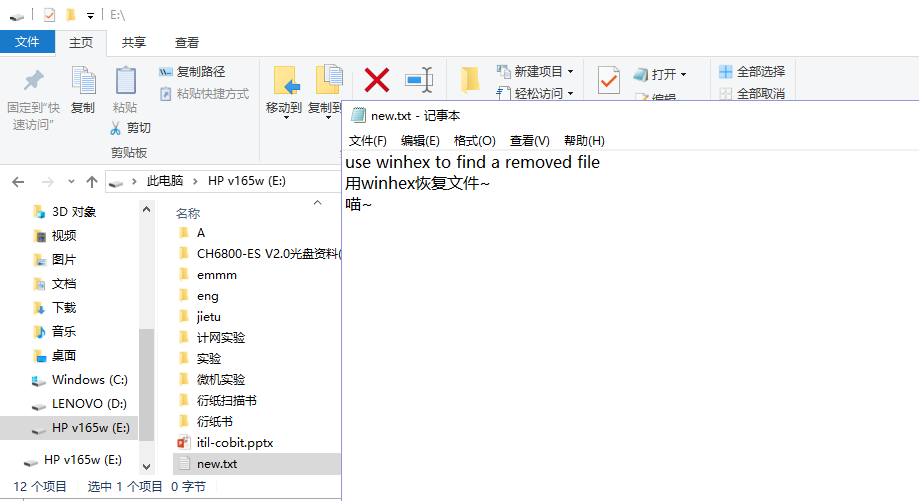 E:\
文件 主页 共享 查看
固定到"快速访问"
复制
粘贴
复制路径
粘贴快捷方式
剪切
剪贴板
移动到
复制到
新建项目
轻松访问
打开
编辑
全部选择
全部取消
此电脑 HP v165w (E:)
3D 对象
视频
图片
文档
下载
音乐
桌面
Windows (C:)
LENOVO (D:)
HP v165w (E:)
HP v165w (E:)
名称
A
CH6800-ES V2.0光盘资料(
emmm
eng
jietu
计网实验
实验
微机实验
衍纸扫描书
衍纸书
itil-cobit.pptx
new.txt
12 个项目 选中 1 个项目 0 字节
new.txt - 记事本
文件(F) 编辑(E) 格式(O) 查看(V) 帮助(H)
use winhex to find a removed file
用winhex恢复文件~
喵~